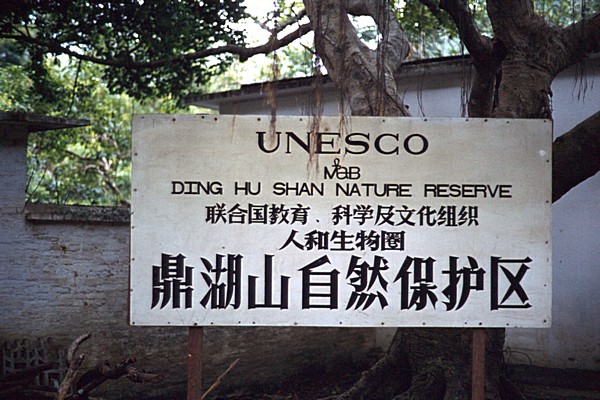 UNESCO
M&B
DING HU SHAN NATURE RESERVE
联合国教育、科学及文化组织
人和生物圈
鼎湖山自然保护区